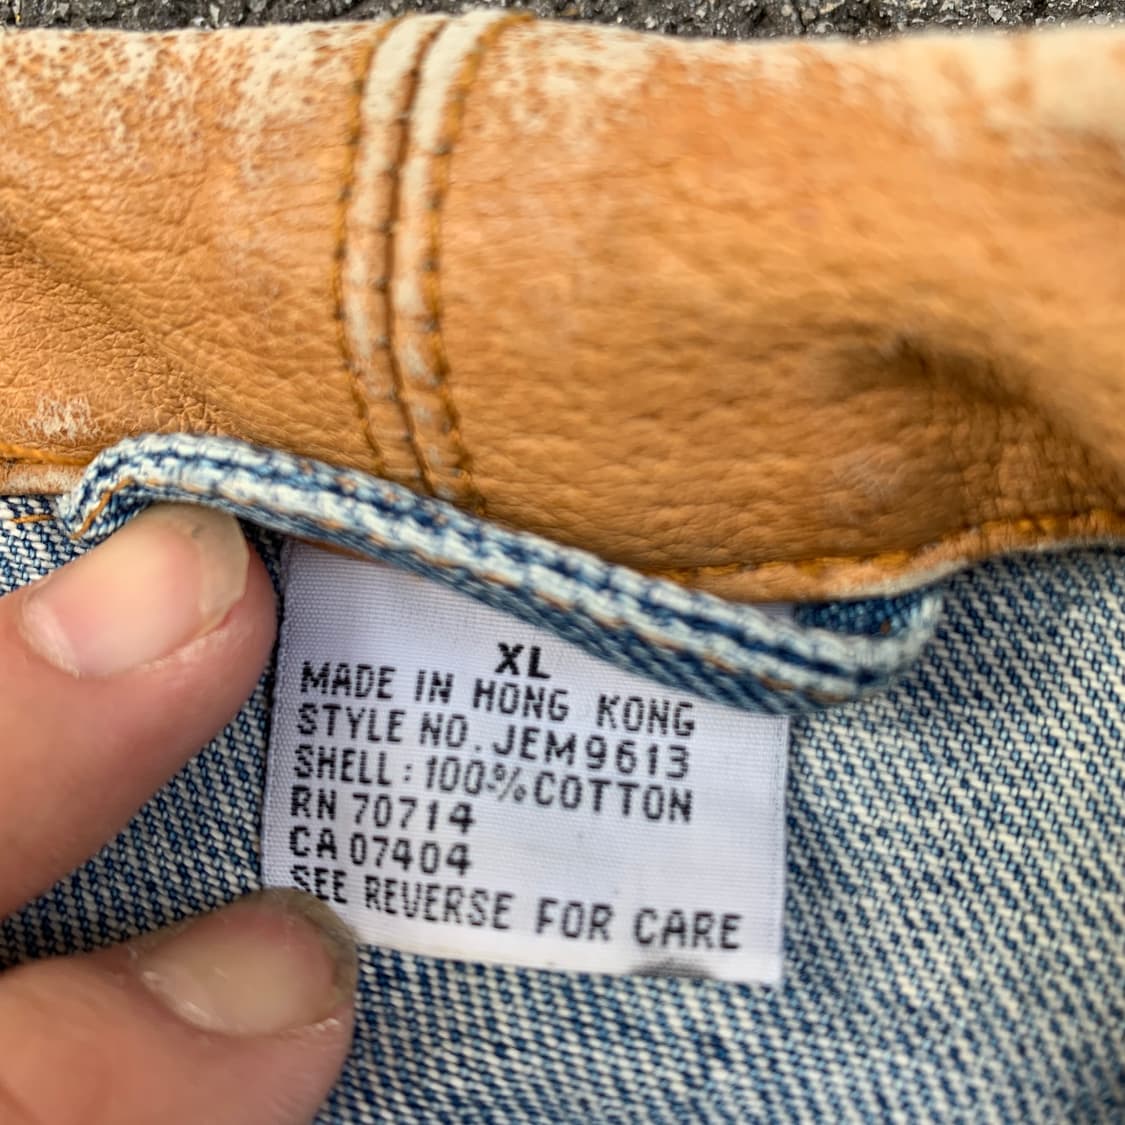 XL
MADE IN HONG KONG
STYLE NO. JEM9613
SHELL: 100% COTTON
RN 70714
CA 07404
SEE REVERSE FOR CARE